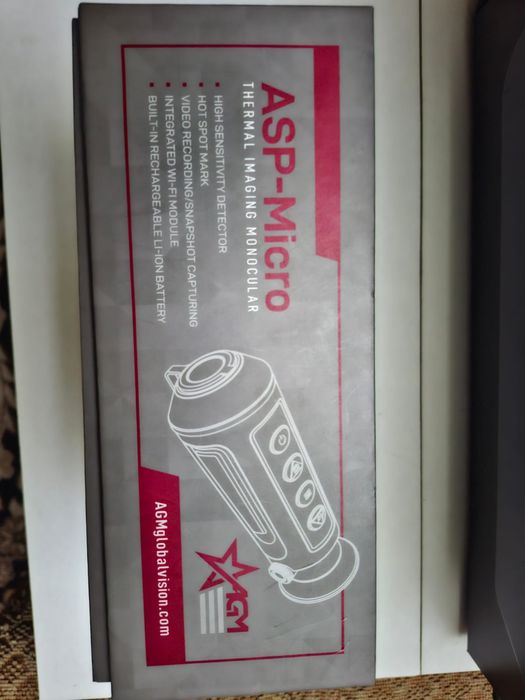 ASP-Micro
THERMAL IMAGING MONOCULAR
▪ HIGH SENSITIVITY DETECTOR
▪ HOT SPOT MARK
▪ VIDEO RECORDING/SNAPSHOT CAPTURING
▪ INTEGRATED WI-FI MODULE
▪ BUILT-IN RECHARGEABLE LI-ION BATTERY
AGM
AGMglobalvision.com